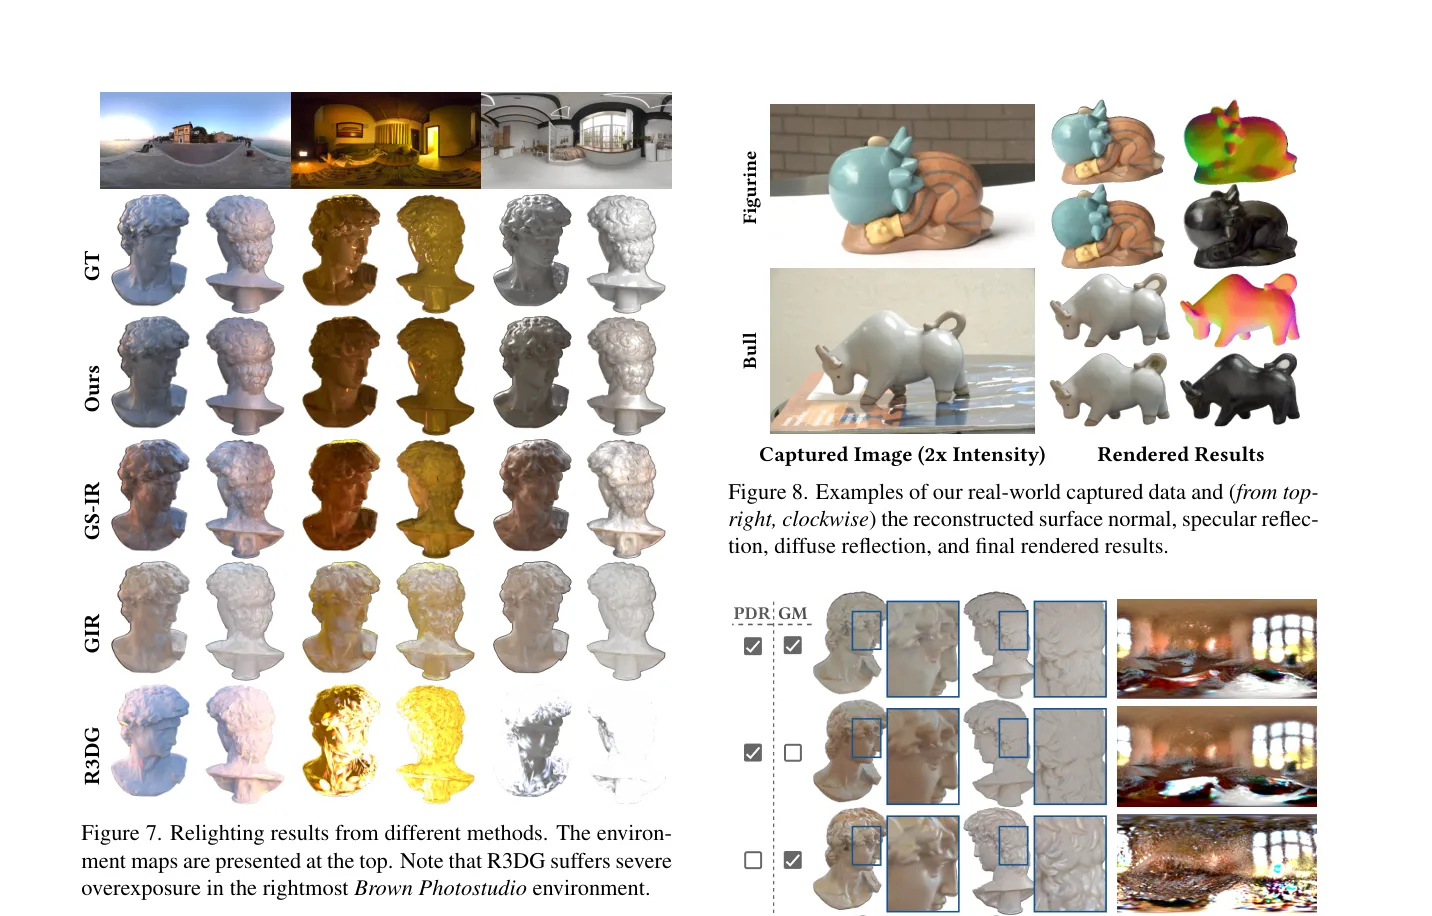 GT
Ours
GS-IR
GIR
R3DG
Figure 7. Relighting results from different methods. The environ-
ment maps are presented at the top. Note that R3DG suffers severe
overexposure in the rightmost Brown Photostudio environment.
Figurine
Bull
Captured Image (2x Intensity)
Rendered Results
Figure 8. Examples of our real-world captured data and (from top-
right, clockwise) the reconstructed surface normal, specular reflec-
tion, diffuse reflection, and final rendered results.
PDR GM